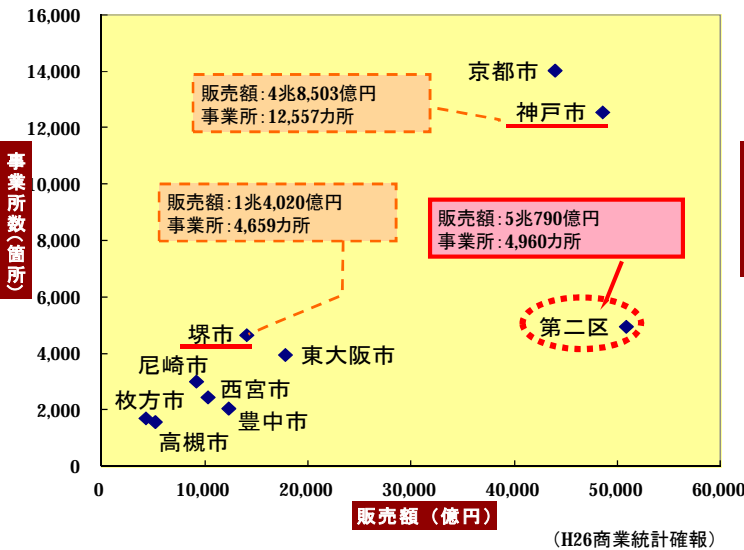 16,000
14,000
12,000
10,000
8,000
6,000
4,000
2,000
0
事業所数(箇所)
京都市
神戸市
販売額:4兆8,503億円
事業所:12,557カ所
販売額:1兆4,020億円
事業所:4,659カ所
販売額:5兆790億円
事業所:4,960カ所
第二区
堺市
東大阪市
尼崎市
西宮市
枚方市
豊中市
高槻市
0
10,000
20,000
30,000
40,000
50,000
60,000
販売額(億円)
(H26商業統計確報)